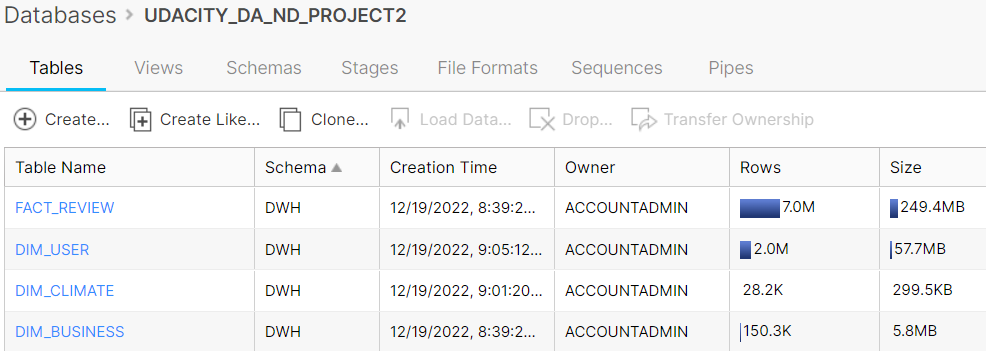 Databases > UDACITY_DA_ND_PROJECT2
Tables Views Schemas Stages File Formats Sequences Pipes
Create... Create Like... Clone... Load Data... Drop... Transfer Ownership
Table Name Schema Creation Time Owner Rows Size
FACT_REVIEW DWH 12/19/2022, 8:39:2... ACCOUNTADMIN 7.0M 249.4MB
DIM_USER DWH 12/19/2022, 9:05:12... ACCOUNTADMIN 2.0M 57.7MB
DIM_CLIMATE DWH 12/19/2022, 9:01:20... ACCOUNTADMIN 28.2K 299.5KB
DIM_BUSINESS DWH 12/19/2022, 8:39:2... ACCOUNTADMIN 150.3K 5.8MB